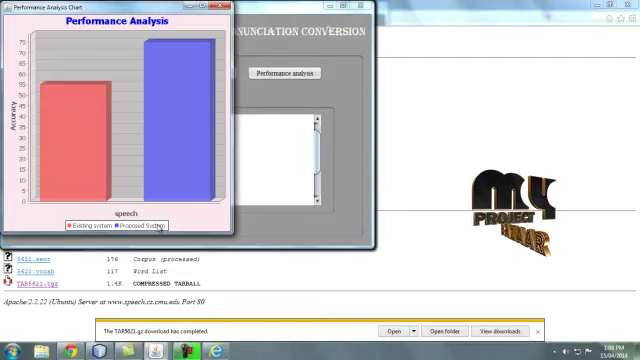 Performance Analysis Chart
Performance Analysis
NUNCIATION CONVERSION
Performance analysis
75
70
65
60
55
50
45
40
35
30
25
20
15
10
5
0
Accuracy
speech
Existing system Proposed System
5621.sent 176 Corpus (processed)
5621.vocab 117 Word List
TAR5621.tgz 1.4K COMPRESSED TARBALL
Apache/2.2.22 (Ubuntu) Server at www.speech.cs.cmu.edu Port 80
MY
PROJECT
The TAR5621.gz download has completed.
Open
Open folder
View downloads
1:08 PM
15/04/2014